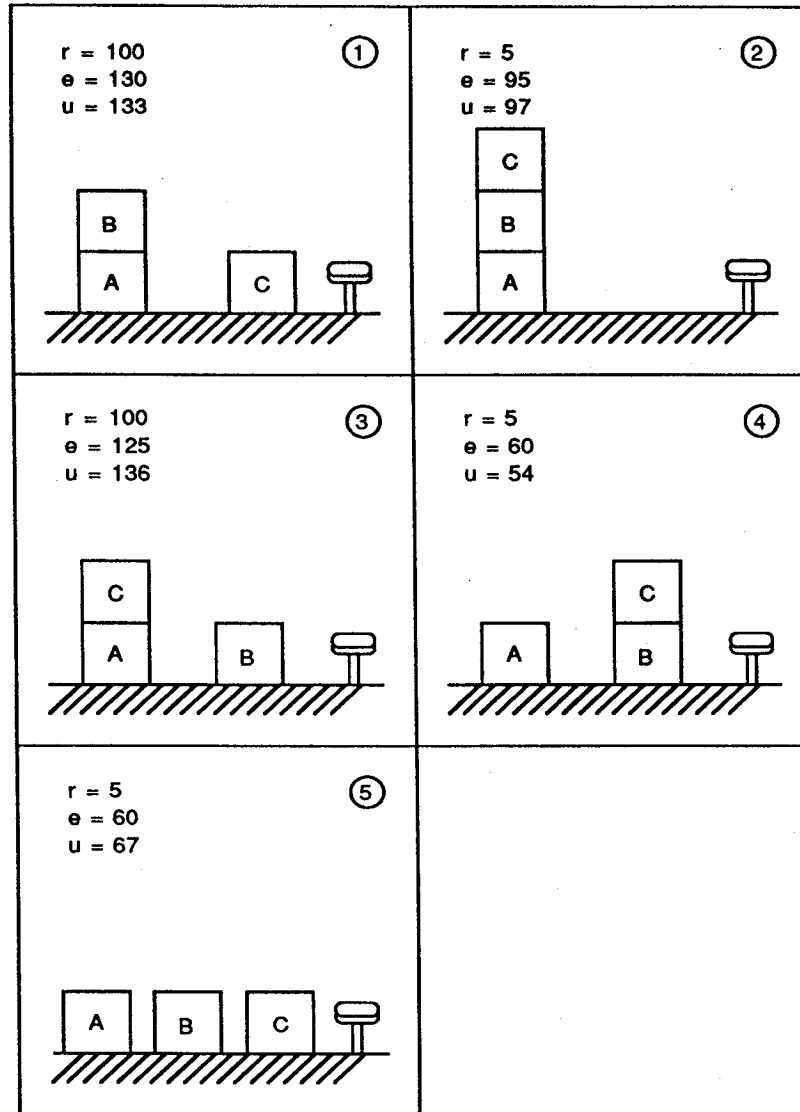 r = 100
e = 130
u = 133
1
B
A
C
r = 5
e = 95
u = 97
2
C
B
A
r = 100
e = 125
u = 136
3
C
A
B
r = 5
e = 60
u = 54
4
C
A
B
r = 5
e = 60
u = 67
5
A B C